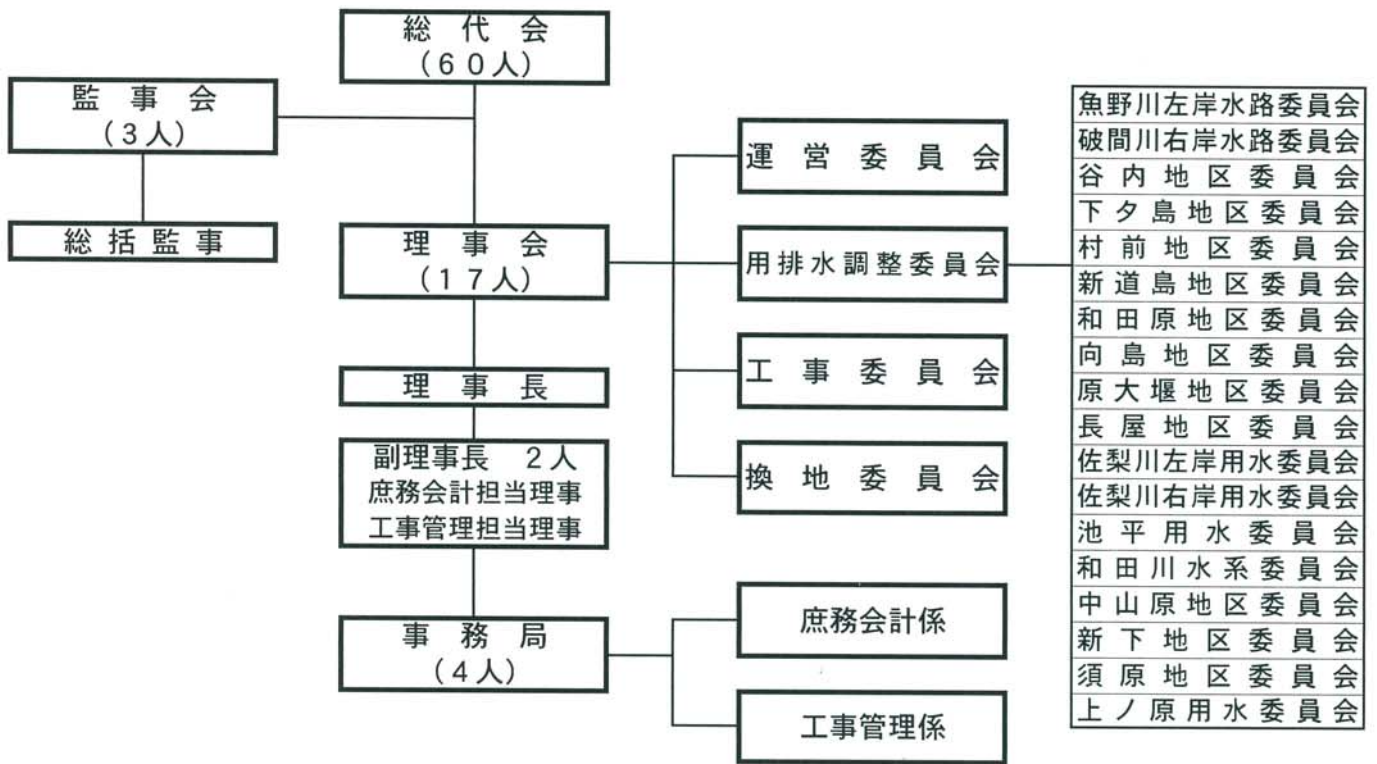 総代会
(60人)
監事会
(3人)
総括監事
理事会
(17人)
理事長
副理事長 2人
庶務会計担当理事
工事管理担当理事
事務局
(4人)
運営委員会
用排水調整委員会
工事委員会
換地委員会
庶務会計係
工事管理係
魚野川左岸水路委員会
破間川右岸水路委員会
谷内地区委員会
下夕島地区委員会
村前地区委員会
新道島地区委員会
和田原地区委員会
向島地区委員会
原大堰地区委員会
長屋地区委員会
佐梨川左岸用水委員会
佐梨川右岸用水委員会
池平用水委員会
和田川水系委員会
中山原地区委員会
新下地区委員会
須原地区委員会
上ノ原用水委員会